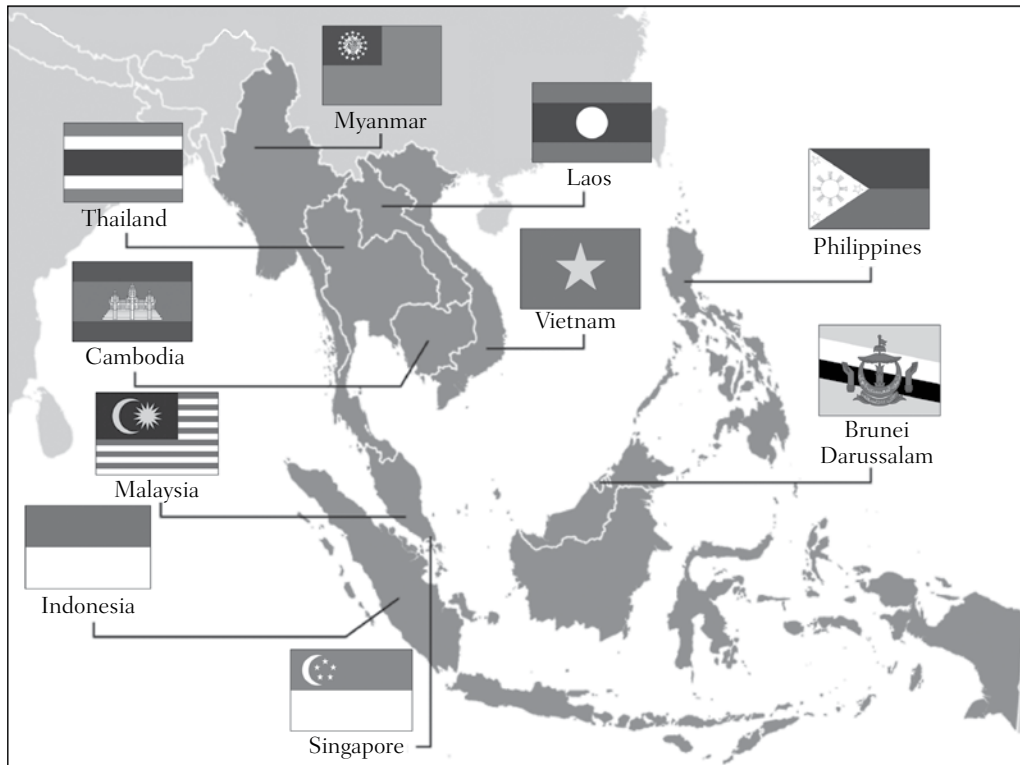 Myanmar
Laos
Thailand
Philippines
Vietnam
Cambodia
Brunei
Darussalam
Malaysia
Indonesia
Singapore